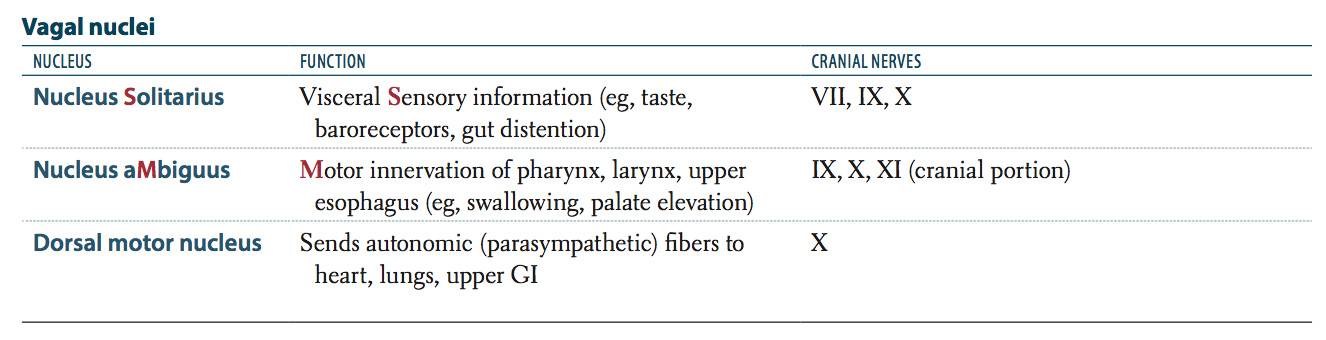 Vagal nuclei
NUCLEUS FUNCTION CRANIAL NERVES
Nucleus Solitarius Visceral Sensory information (eg, taste, VII, IX, X
baroreceptors, gut distention)
Nucleus aMbiguus Motor innervation of pharynx, larynx, upper IX, X, XI (cranial portion)
esophagus (eg, swallowing, palate elevation)
Dorsal motor nucleus Sends autonomic (parasympathetic) fibers to X
heart, lungs, upper GI